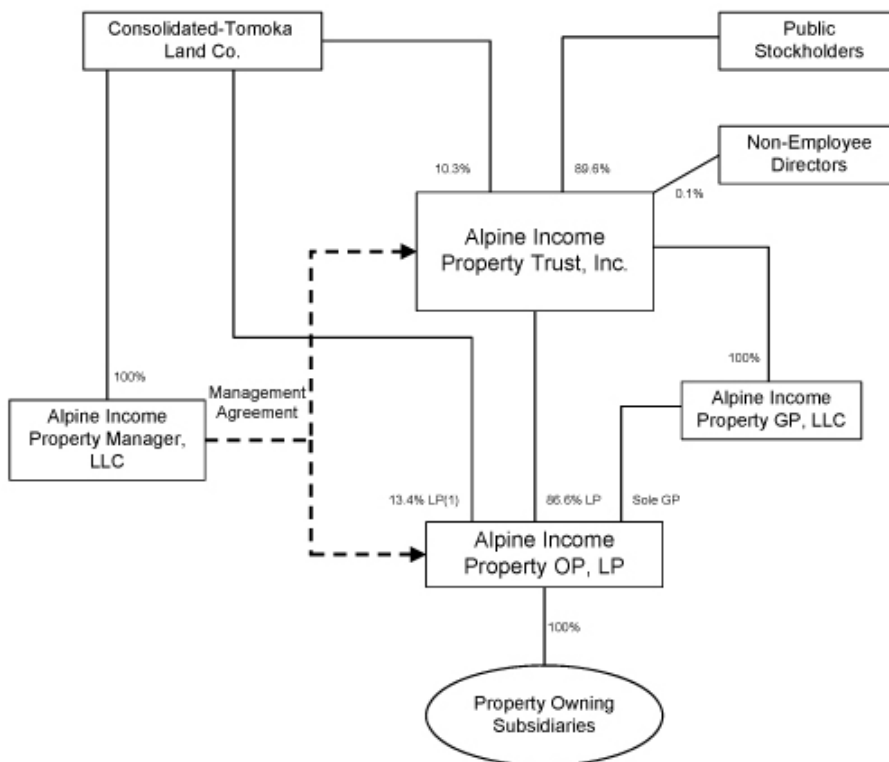 Consolidated-Tomoka
Land Co.
Public
Stockholders
Non-Employee
Directors
10.3%
89.6%
0.1%
Alpine Income
Property Trust, Inc.
100%
100%
Management
Agreement
Alpine Income
Property Manager,
LLC
Alpine Income
Property GP, LLC
13.4% LP(1)
86.6% LP
Sole GP
Alpine Income
Property OP, LP
100%
Property Owning
Subsidiaries